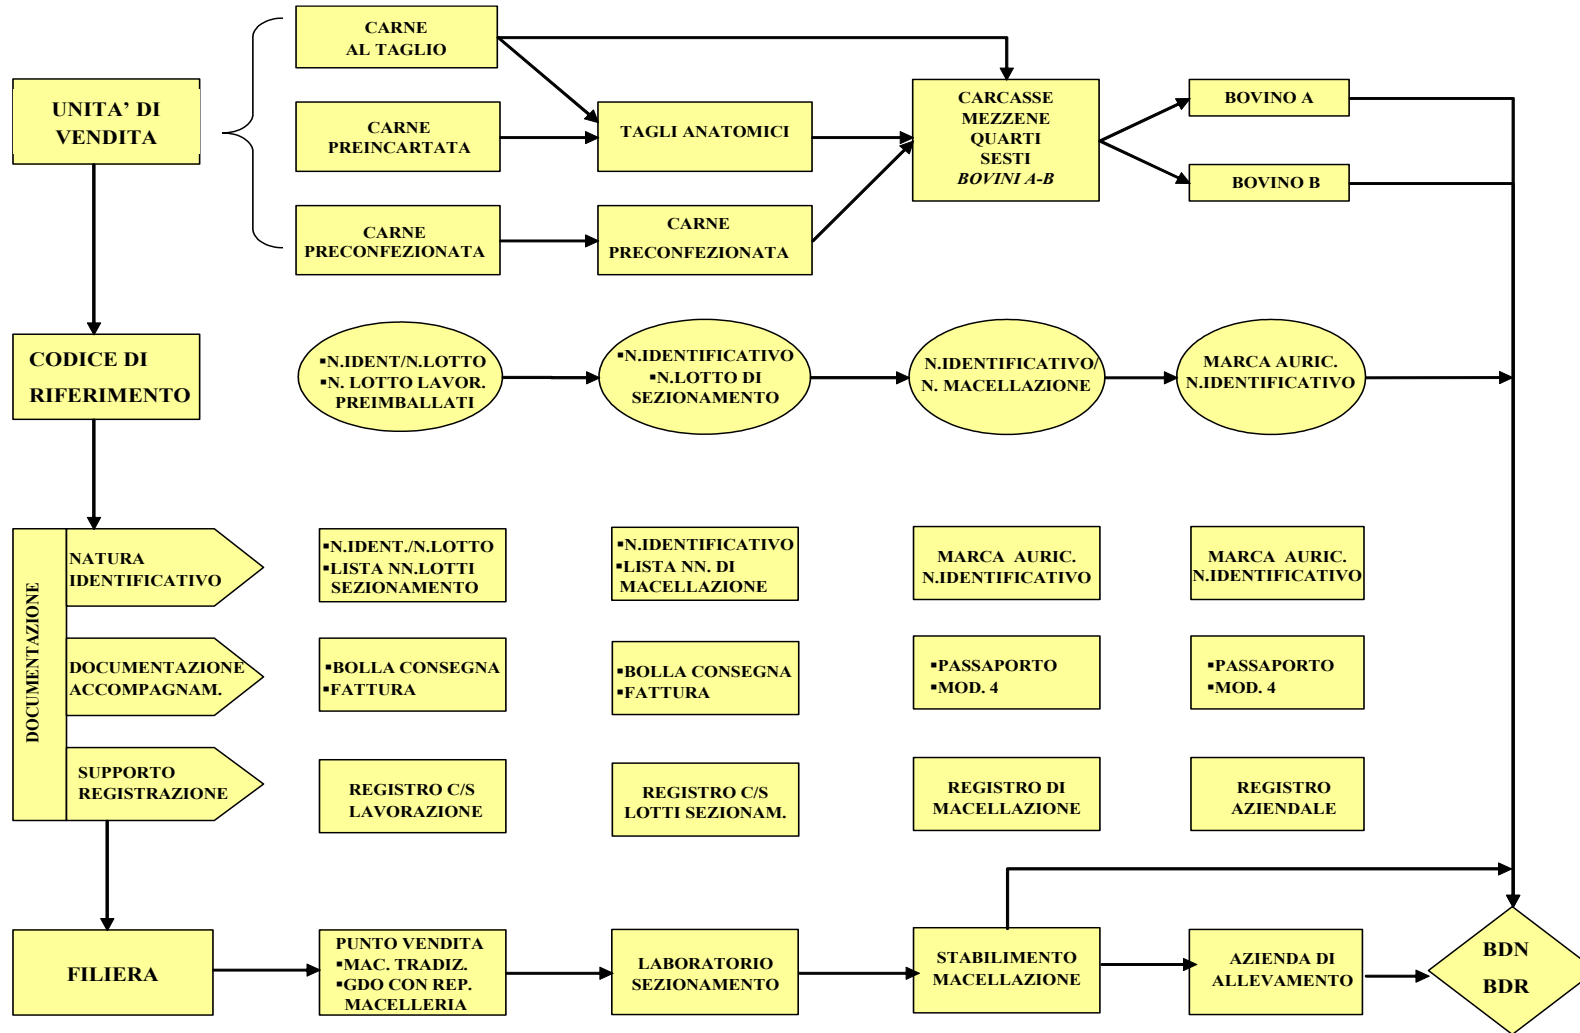 UNITA’ DI
VENDITA
CARNE
AL TAGLIO
CARNE
PREINCARTATA
CARNE
PRECONFEZIONATA
TAGLI ANATOMICI
CARNE
PRECONFEZIONATA
CARCASSE
MEZZENE
QUARTI
SESTI
BOVINI A-B
BOVINO A
BOVINO B
CODICE DI
RIFERIMENTO
▪N.IDENT/N.LOTTO
▪N. LOTTO LAVOR.
PREIMBALLATI
▪N.IDENTIFICATIVO
▪N.LOTTO DI
SEZIONAMENTO
N.IDENTIFICATIVO/
N. MACELLAZIONE
MARCA AURIC.
N.IDENTIFICATIVO
DOCUMENTAZIONE
NATURA
IDENTIFICATIVO
▪N.IDENT./N.LOTTO
▪LISTA NN.LOTTI
SEZIONAMENTO
▪N.IDENTIFICATIVO
▪LISTA NN. DI
MACELLAZIONE
MARCA AURIC.
N.IDENTIFICATIVO
MARCA AURIC.
N.IDENTIFICATIVO
DOCUMENTAZIONE
ACCOMPAGNAM.
▪BOLLA CONSEGNA
▪FATTURA
▪BOLLA CONSEGNA
▪FATTURA
▪PASSAPORTO
▪MOD. 4
▪PASSAPORTO
▪MOD. 4
SUPPORTO
REGISTRAZIONE
REGISTRO C/S
LAVORAZIONE
REGISTRO C/S
LOTTI SEZIONAM.
REGISTRO DI
MACELLAZIONE
REGISTRO
AZIENDALE
FILIERA
PUNTO VENDITA
▪MAC. TRADIZ.
▪GDO CON REP.
MACELLERIA
LABORATORIO
SEZIONAMENTO
STABILIMENTO
MACELLAZIONE
AZIENDA DI
ALLEVAMENTO
BDN
BDR